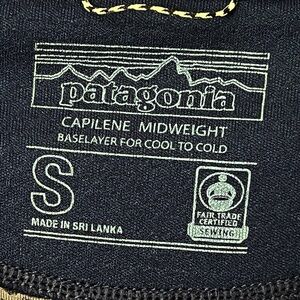 patagonia
CAPILENE MIDWEIGHT
BASELAYER FOR COOL TO COLD
S
MADE IN SRI LANKA
FAIR TRADE
CERTIFIED
SEWING